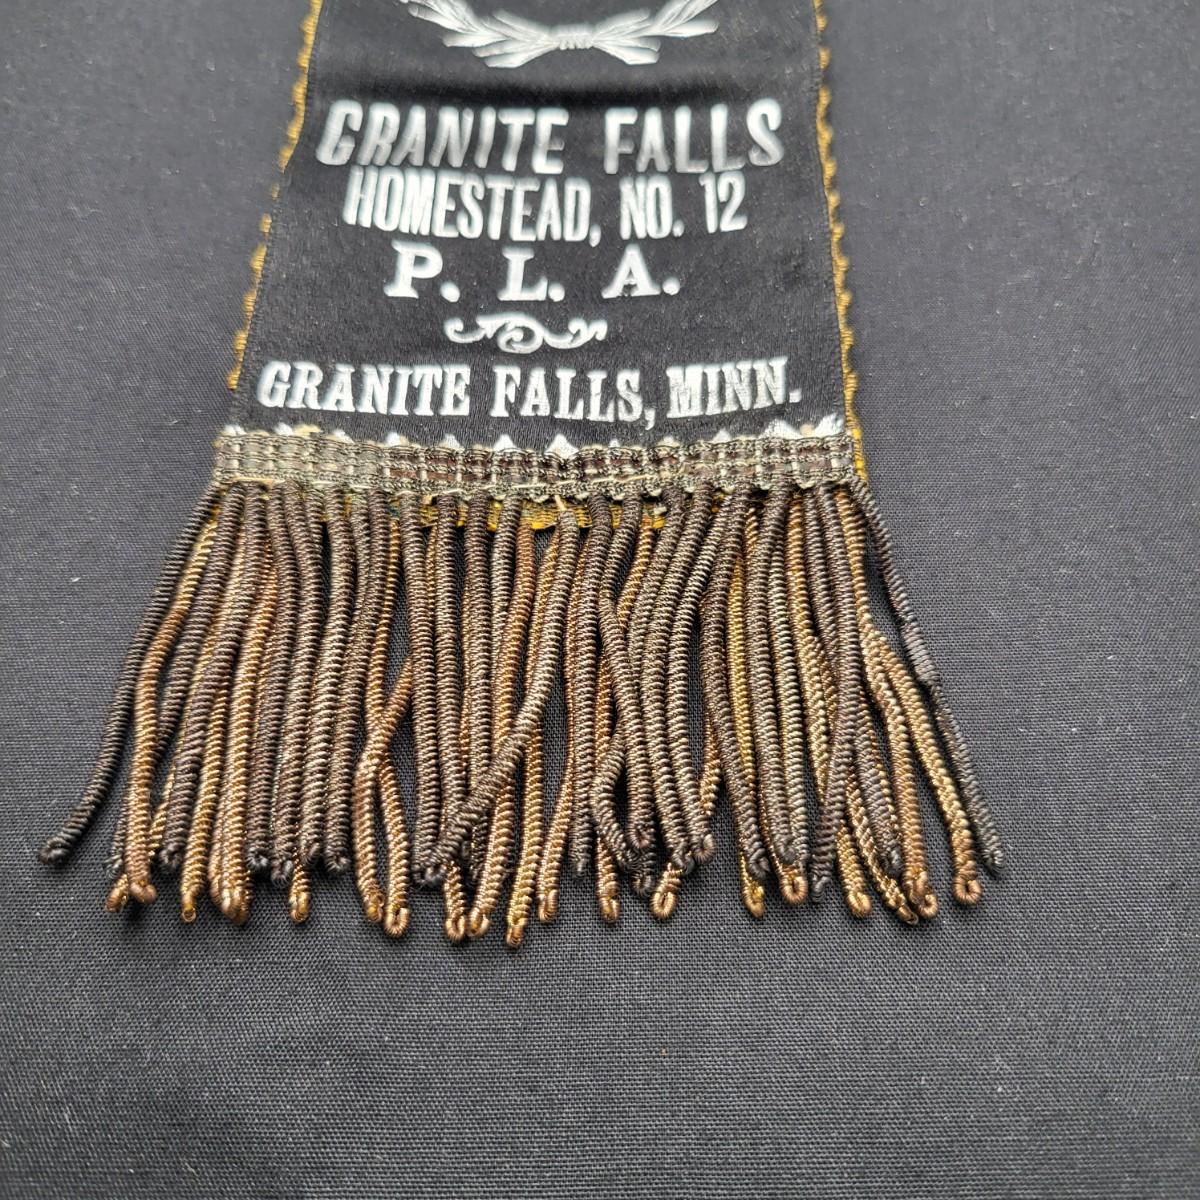 GRANITE FALLS
HOMESTEAD, NO. 12
P. L. A.
GRANITE FALLS, MINN.